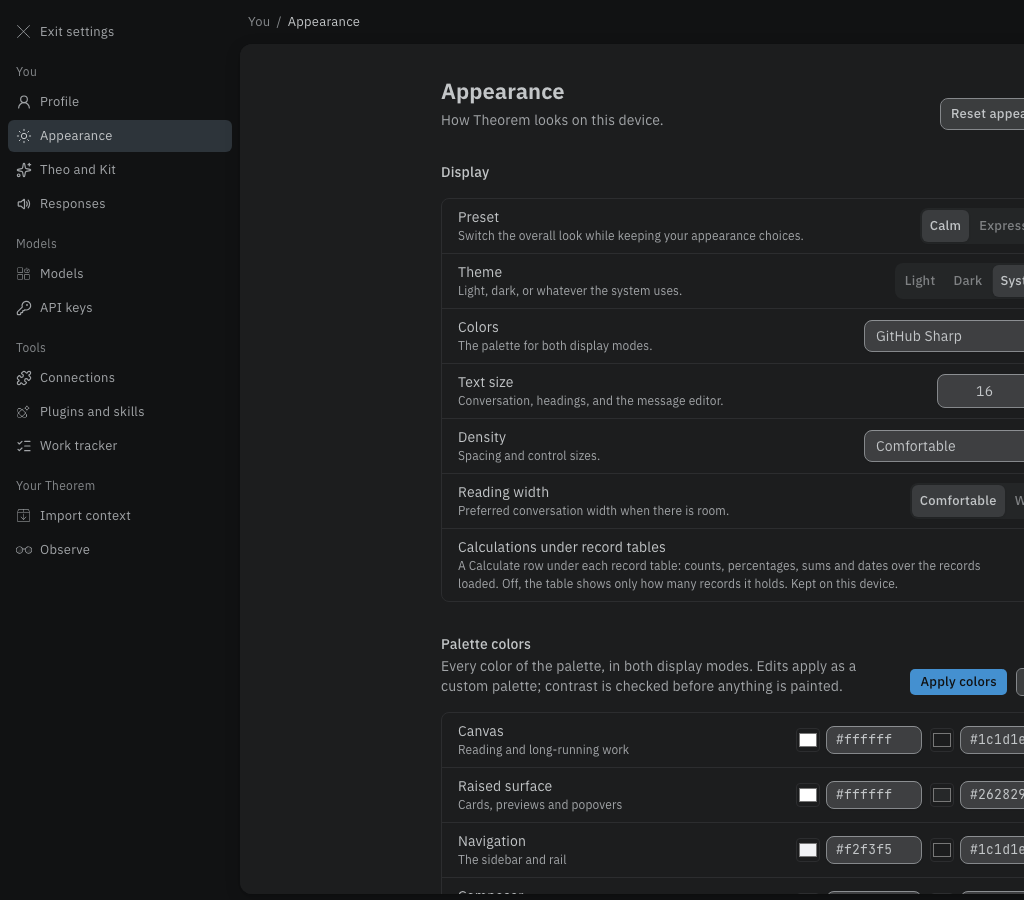 Exit settings
You
Profile
Appearance
Theo and Kit
Responses
Models
Models
API keys
Tools
Connections
Plugins and skills
Work tracker
Your Theorem
Import context
Observe
You / Appearance
Appearance
How Theorem looks on this device.
Reset appea
Display
Preset
Switch the overall look while keeping your appearance choices.
Calm Express
Theme
Light, dark, or whatever the system uses.
Light Dark Syst
Colors
The palette for both display modes.
GitHub Sharp
Text size
Conversation, headings, and the message editor.
16
Density
Spacing and control sizes.
Comfortable
Reading width
Preferred conversation width when there is room.
Comfortable W
Calculations under record tables
A Calculate row under each record table: counts, percentages, sums and dates over the records
loaded. Off, the table shows only how many records it holds. Kept on this device.
Palette colors
Every color of the palette, in both display modes. Edits apply as a
custom palette; contrast is checked before anything is painted.
Apply colors
Canvas
Reading and long-running work
#ffffff #1c1d1e
Raised surface
Cards, previews and popovers
#ffffff #262829
Navigation
The sidebar and rail
#f2f3f5 #1c1d1e